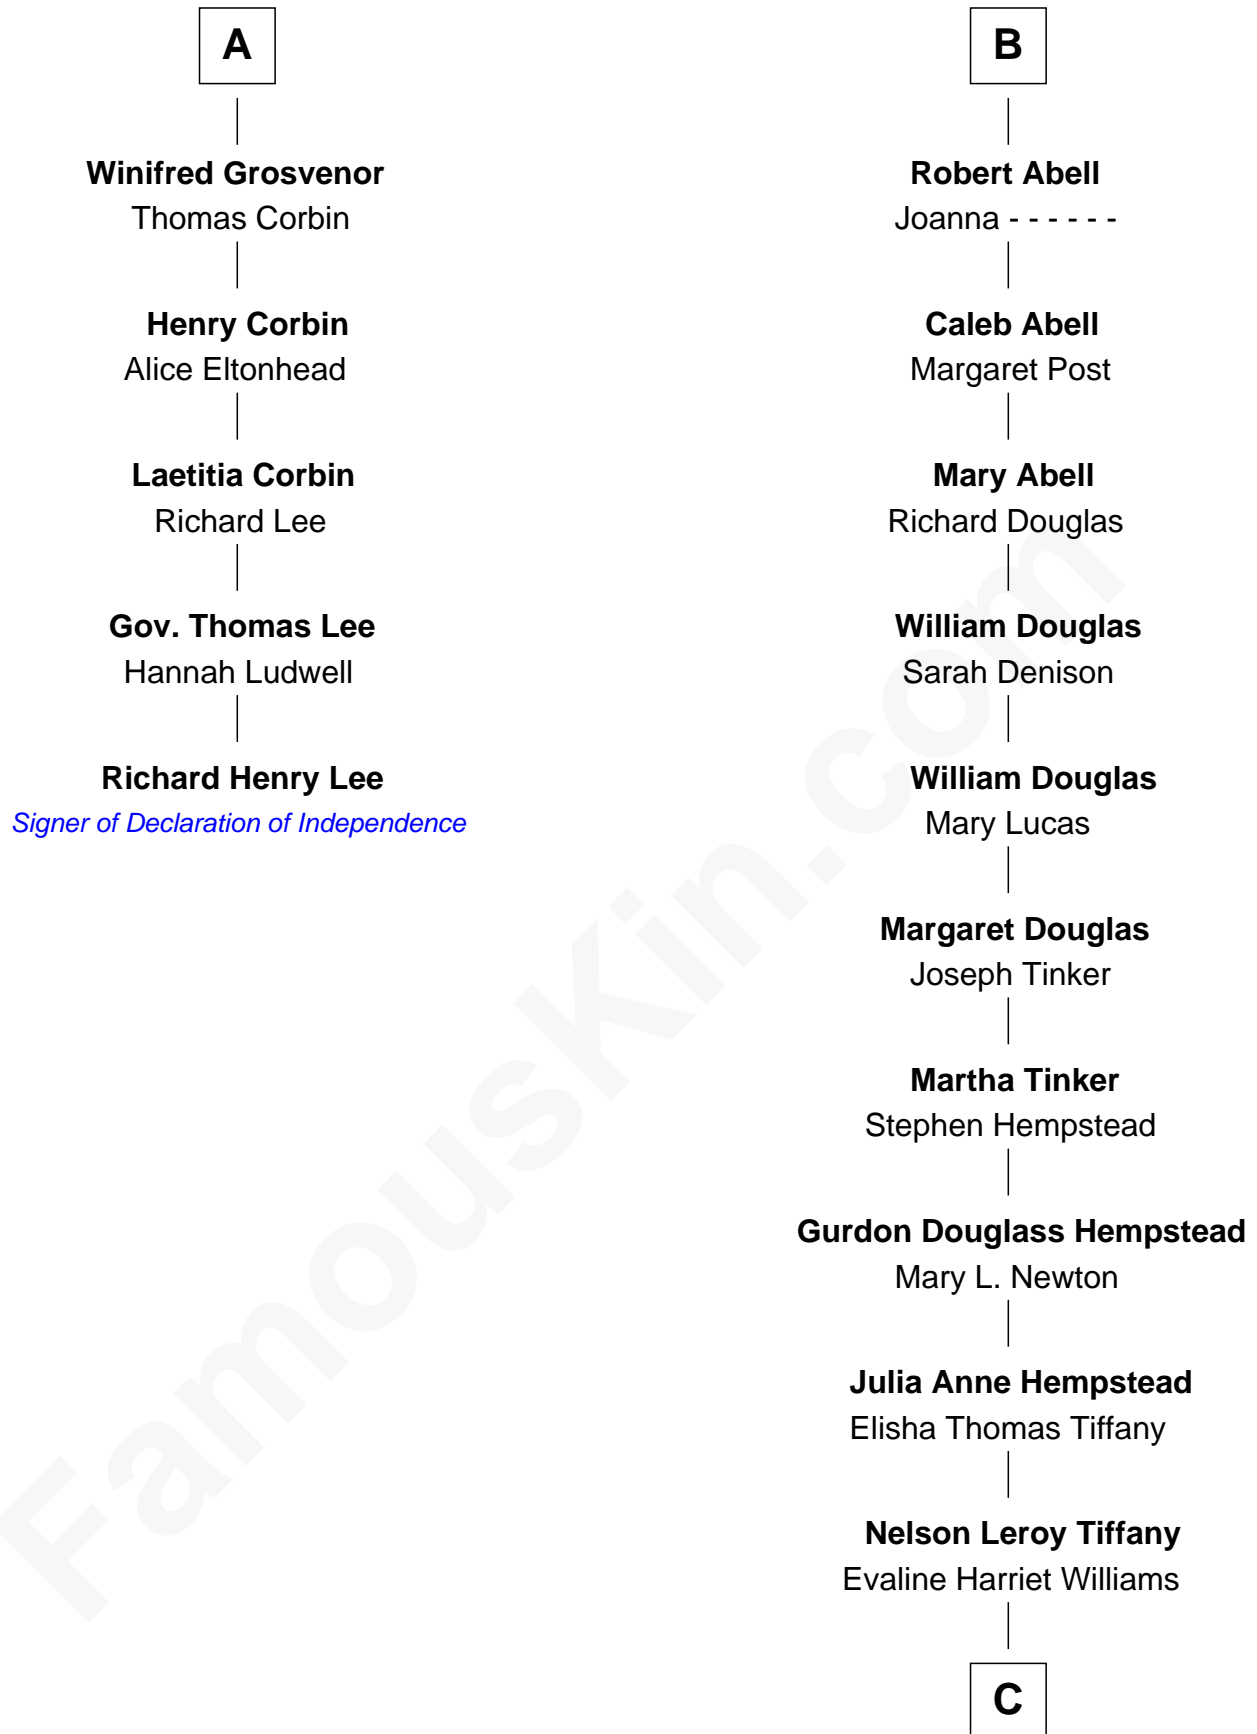 A
Winifred Grosvenor
Thomas Corbin
Henry Corbin
Alice Eltonhead
Laetitia Corbin
Richard Lee
Gov. Thomas Lee
Hannah Ludwell
Richard Henry Lee
Signer of Declaration of Independence
B
Robert Abell
Joanna - - - - - -
Caleb Abell
Margaret Post
Mary Abell
Richard Douglas
William Douglas
Sarah Denison
William Douglas
Mary Lucas
Margaret Douglas
Joseph Tinker
Martha Tinker
Stephen Hempstead
Gurdon Douglass Hempstead
Mary L. Newton
Julia Anne Hempstead
Elisha Thomas Tiffany
Nelson Leroy Tiffany
Evaline Harriet Williams
C
FamousKin.com